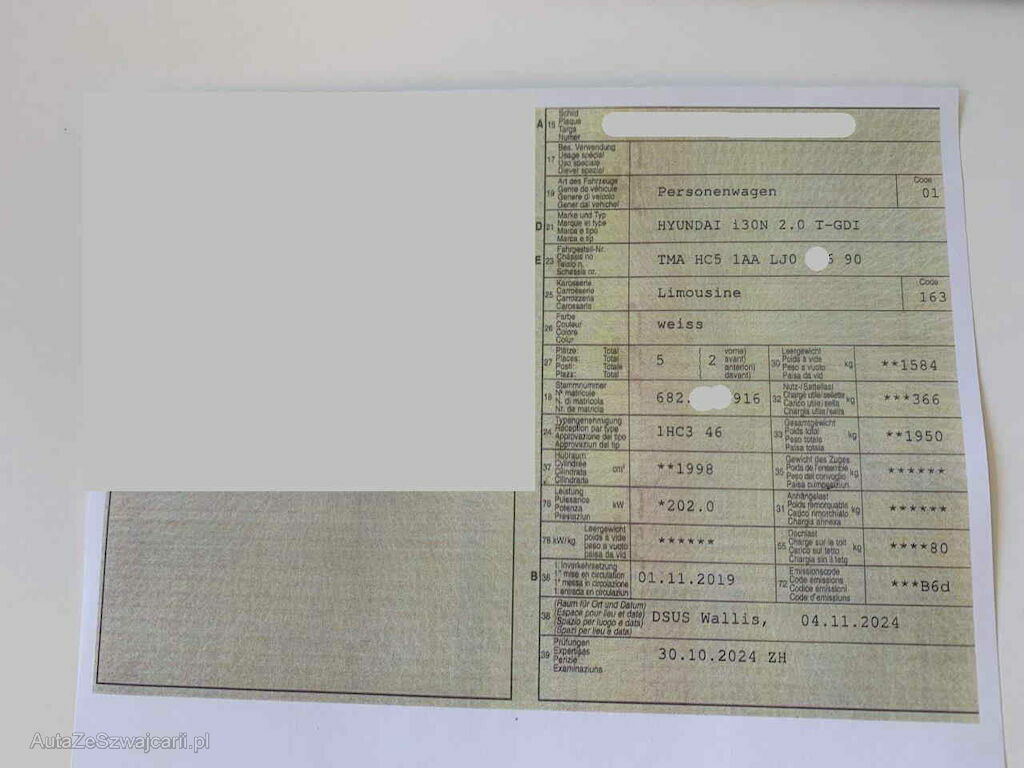 A 15 Schild
Plaque
Targa
Numer
17 Bes. Verwendung
Usage spécial
Uso speciale
Diever spezial
19 Art des Fahrzeugs
Genre de véhicule
Genere di veicolo
Gener dal vehichel
Personenwagen
Code
01
D 21 Marke und Typ
Marque et type
Marca e tipo
Marca e tip
HYUNDAI i30N 2.0 T-GDI
E 23 Fahrgestell-Nr.
Châssis no
Telaio n.
Schassis nr.
TMA HC5 1AA LJ0 6 90
25 Karosserie
Carrosserie
Carrozzeria
Carossaria
Limousine
Code
163
26 Farbe
Couleur
Colore
Colur
weiss
27 Plätze: Total
Places: Total
Posti: Totale
Plazs: Total
5 ( 2 vorne)
avant)
anteriori)
davant)
30 Leergewicht
Poids à vide
Peso a vuoto
Paisa da vid
kg
**1584
18 Stammnummer
N° matricule
N. di matricola
Nr. da matricla
682. 916
32 Nutz-/Sattellast
Charge utile/sellette
Carico utile/sella
Chargia utila/sella
kg
***366
24 Typengenehmigung
Réception par type
Approvazione del tipo
Approvaziun dal tip
1HC3 46
33 Gesamtgewicht
Poids total
Peso totale
Paisa totala
kg
**1950
37 Hubraum
Cylindrée
Cilindrata
Cilindrada
cm³
**1998
35 Gewicht des Zuges
Poids de l'ensemble
Peso del convoglio
Paisa cumposiziun
kg
******
76 Leistung
Puissance
Potenza
Prestaziun
kW
*202.0
31 Anhängelast
Poids remorquable
Carico rimorchiato
Chargia annexa
kg
******
78 kW/kg
Leergewicht
poids à vide
peso a vuoto
paisa da vid
******
55 Dachlast
Charge sur le toit
Carico sul tetto
Chargia sin il tetg
kg
****80
B 36 1. Inverkehrsetzung
1re mise en circulation
1a messa in circolazione
1. entrada en circulaziun
01.11.2019
72 Emissionscode
Code émissions
Codice emissioni
Code d'emissiuns
***B6d
38 (Raum für Ort und Datum)
(Espace pour lieu et date)
(Spazio per luogo e data)
(Spazi per lieu e data)
DSUS Wallis, 04.11.2024
39 Prüfungen
Expertises
Perizie
Examinaziuns
30.10.2024 ZH
AutaZeSzwajcarii.pl